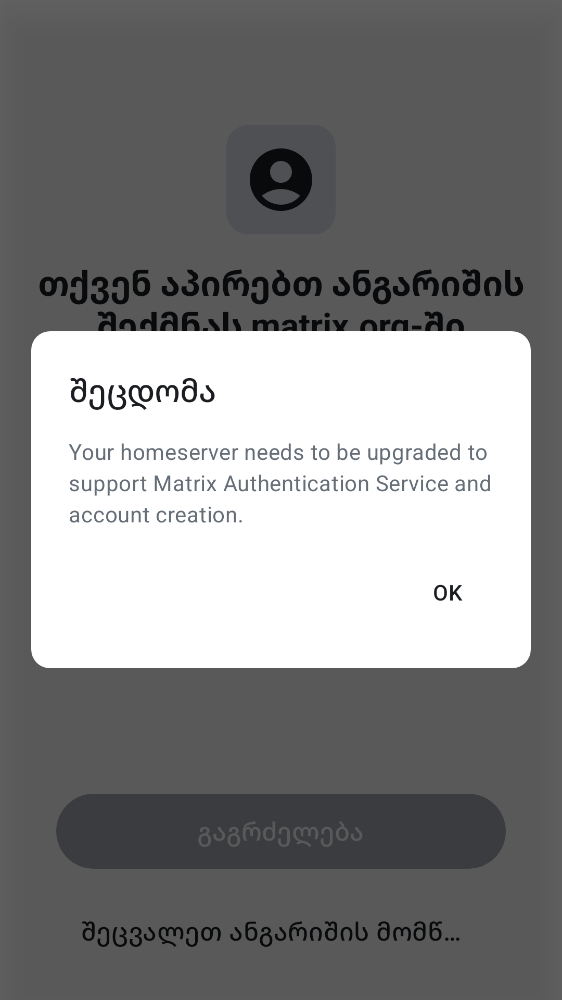 თქვენ აპირებთ ანგარიშის
შექმნას matrix.org-ში
შეცდომა
Your homeserver needs to be upgraded to
support Matrix Authentication Service and
account creation.
OK
გაგრძელება
შეცვალეთ ანგარიშის მომწ...